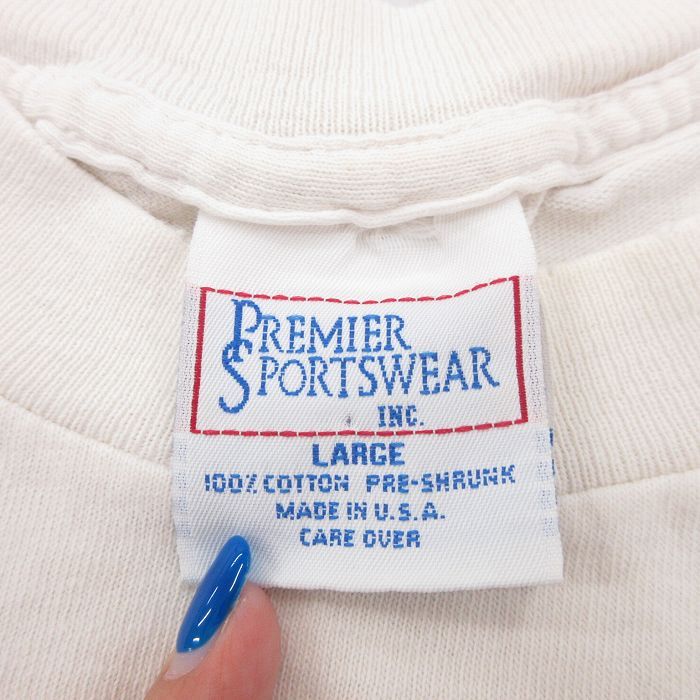 PREMIER
SPORTSWEAR
INC.
LARGE
100% COTTON PRE-SHRUNK
MADE IN U.S.A.
CARE OVER